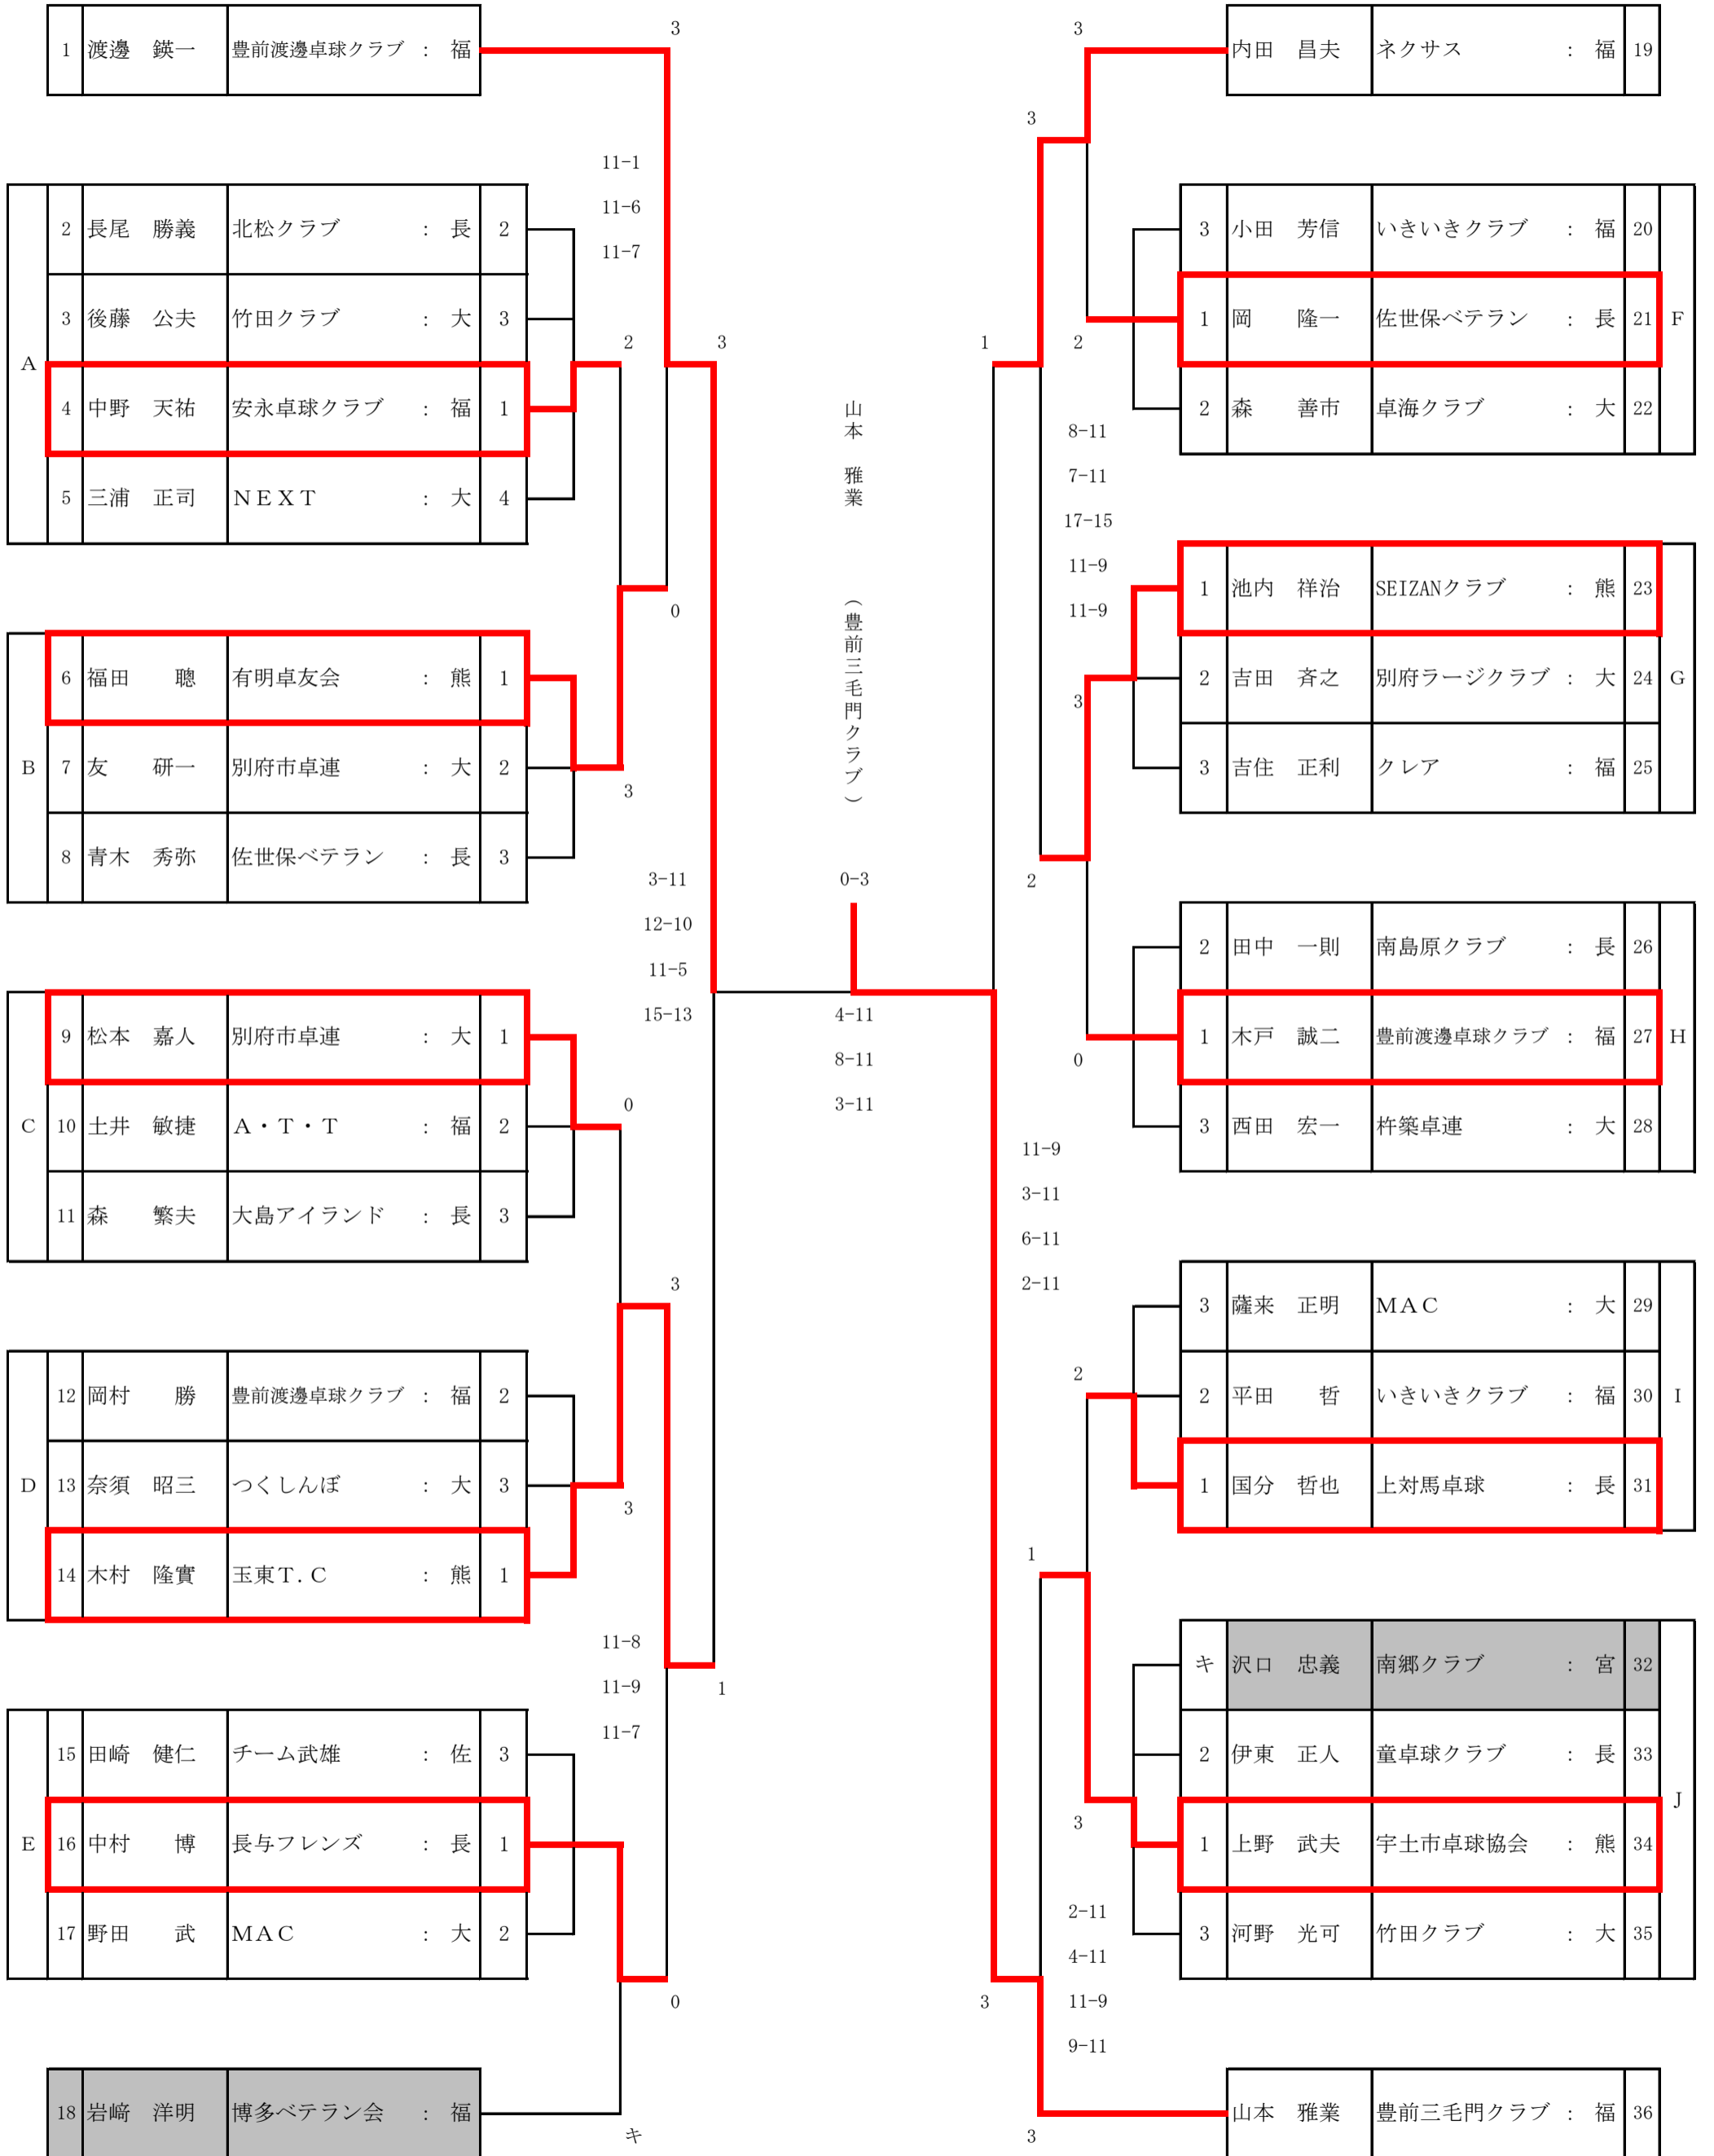 1 渡邊 鍈一 豊前渡邊卓球クラブ : 福
3
11-1
11-6
11-7
A
2 長尾 勝義 北松クラブ : 長 2
3 後藤 公夫 竹田クラブ : 大 3
4 中野 天祐 安永卓球クラブ : 福 1
5 三浦 正司 NEXT : 大 4
2
3
0
B
6 福田 聰 有明卓友会 : 熊 1
7 友 研一 別府市卓連 : 大 2
8 青木 秀弥 佐世保ベテラン : 長 3
3
3-11
12-10
11-5
15-13
C
9 松本 嘉人 別府市卓連 : 大 1
10 土井 敏捷 A・T・T : 福 2
11 森 繁夫 大島アイランド : 長 3
0
3
D
12 岡村 勝 豊前渡邊卓球クラブ : 福 2
13 奈須 昭三 つくしんぼ : 大 3
14 木村 隆實 玉東T.C : 熊 1
3
11-8
11-9
11-7
1
E
15 田崎 健仁 チーム武雄 : 佐 3
16 中村 博 長与フレンズ : 長 1
17 野田 武 MAC : 大 2
0
18 岩﨑 洋明 博多ベテラン会 : 福
キ
山本 雅業 (豊前三毛門クラブ)
0-3
4-11
8-11
3-11
3
内田 昌夫 ネクサス : 福 19
3
3 小田 芳信 いきいきクラブ : 福 20
1 岡 隆一 佐世保ベテラン : 長 21
2 森 善市 卓海クラブ : 大 22
F
1
2
8-11
7-11
17-15
11-9
11-9
1 池内 祥治 SEIZANクラブ : 熊 23
2 吉田 斉之 別府ラージクラブ : 大 24
3 吉住 正利 クレア : 福 25
G
3
2
2 田中 一則 南島原クラブ : 長 26
1 木戸 誠二 豊前渡邊卓球クラブ : 福 27
3 西田 宏一 杵築卓連 : 大 28
H
0
11-9
3-11
6-11
2-11
3 薩来 正明 MAC : 大 29
2 平田 哲 いきいきクラブ : 福 30
1 国分 哲也 上対馬卓球 : 長 31
I
2
1
キ 沢口 忠義 南郷クラブ : 宮 32
2 伊東 正人 童卓球クラブ : 長 33
1 上野 武夫 宇土市卓球協会 : 熊 34
3 河野 光可 竹田クラブ : 大 35
J
3
2-11
4-11
11-9
9-11
3
山本 雅業 豊前三毛門クラブ : 福 36
3